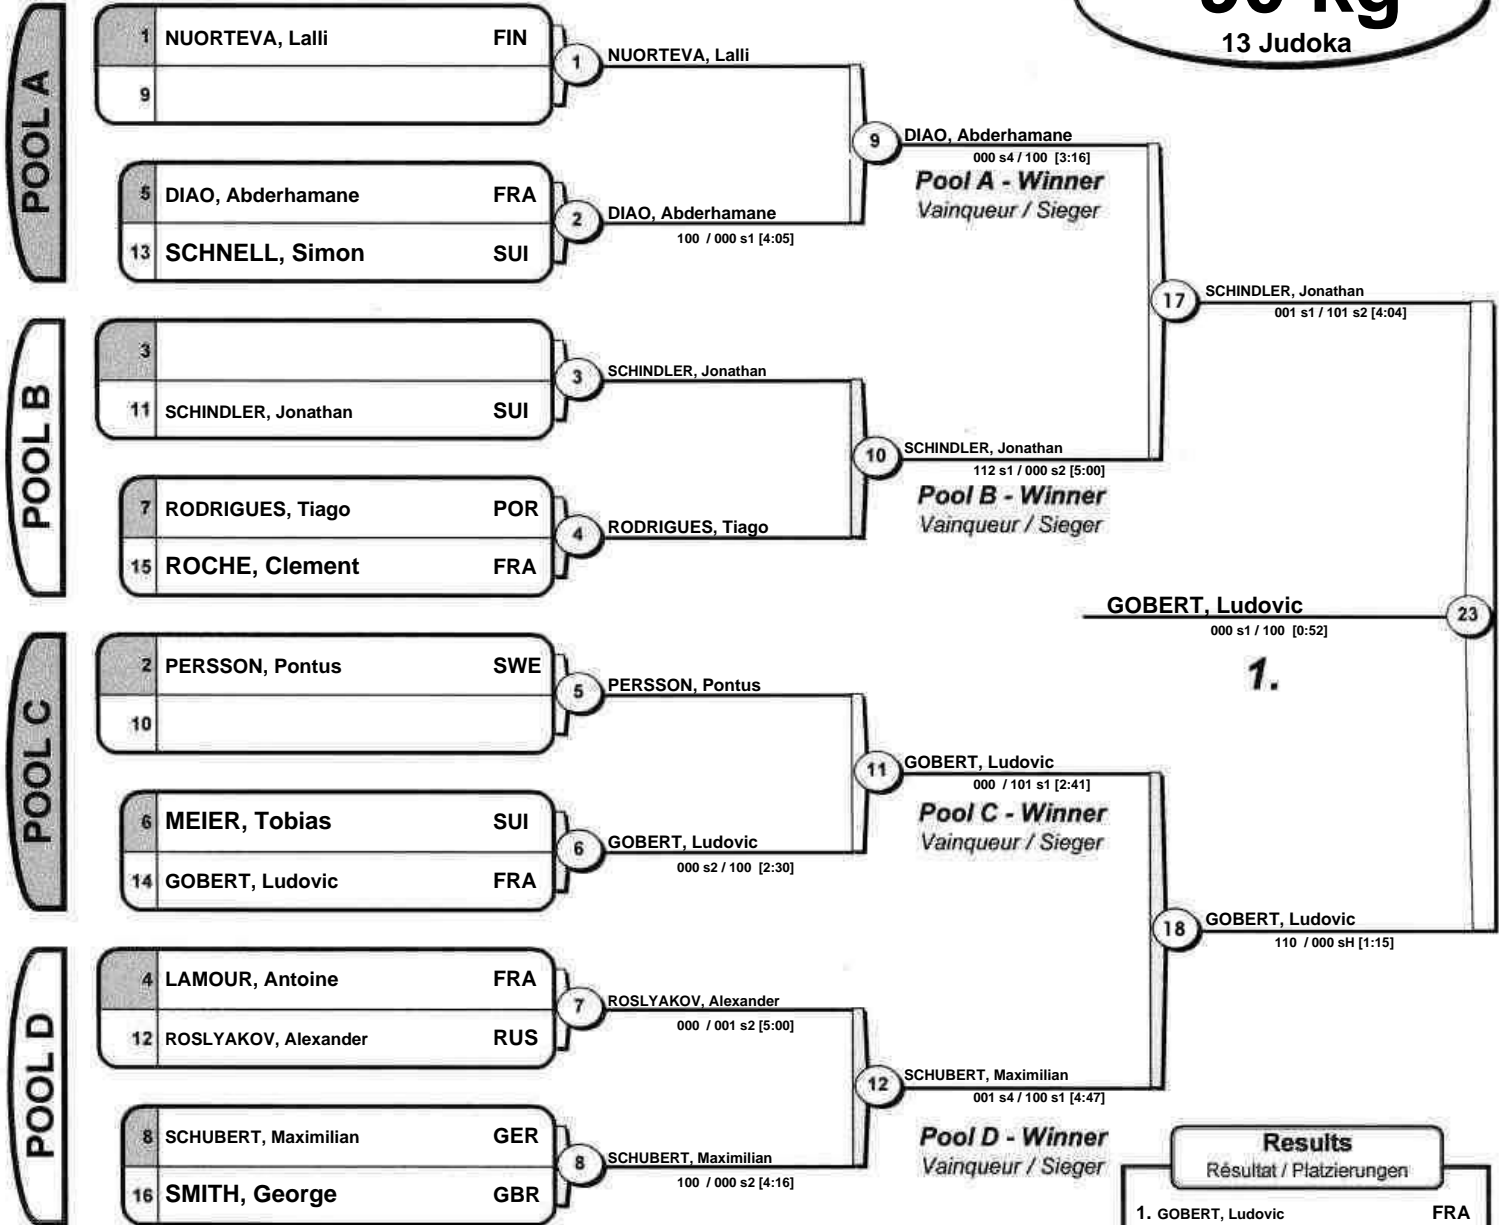 13 Judoka
POOL A
1 NUORTEVA, Lalli FIN
9
1 NUORTEVA, Lalli
5 DIAO, Abderhamane FRA
13 SCHNELL, Simon SUI
2 DIAO, Abderhamane
100 / 000 s1 [4:05]
9 DIAO, Abderhamane
000 s4 / 100 [3:16]
Pool A - Winner
Vainqueur / Sieger
POOL B
3
11 SCHINDLER, Jonathan SUI
3 SCHINDLER, Jonathan
7 RODRIGUES, Tiago POR
15 ROCHE, Clement FRA
4 RODRIGUES, Tiago
10 SCHINDLER, Jonathan
112 s1 / 000 s2 [5:00]
Pool B - Winner
Vainqueur / Sieger
17 SCHINDLER, Jonathan
001 s1 / 101 s2 [4:04]
GOBERT, Ludovic 23
000 s1 / 100 [0:52]
1.
POOL C
2 PERSSON, Pontus SWE
10
5 PERSSON, Pontus
6 MEIER, Tobias SUI
14 GOBERT, Ludovic FRA
6 GOBERT, Ludovic
000 s2 / 100 [2:30]
11 GOBERT, Ludovic
000 / 101 s1 [2:41]
Pool C - Winner
Vainqueur / Sieger
18 GOBERT, Ludovic
110 / 000 sH [1:15]
POOL D
4 LAMOUR, Antoine FRA
12 ROSLYAKOV, Alexander RUS
7 ROSLYAKOV, Alexander
000 / 001 s2 [5:00]
8 SCHUBERT, Maximilian GER
16 SMITH, George GBR
8 SCHUBERT, Maximilian
100 / 000 s2 [4:16]
12 SCHUBERT, Maximilian
001 s4 / 100 s1 [4:47]
Pool D - Winner
Vainqueur / Sieger
Results
Résultat / Platzierungen
1. GOBERT, Ludovic FRA